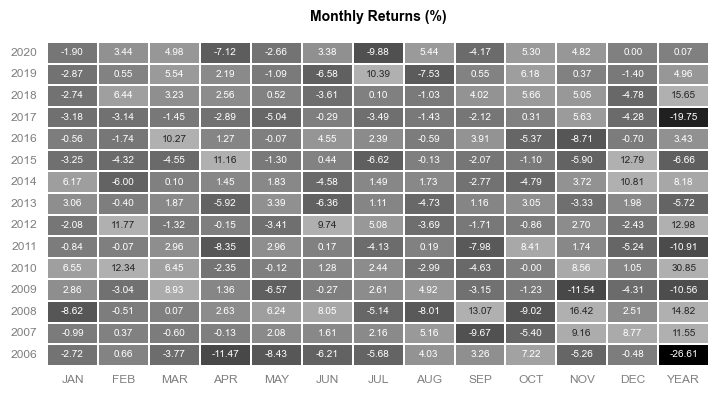 Monthly Returns (%)
2020 -1.90 3.44 4.98 -7.12 -2.66 3.38 -9.88 5.44 -4.17 5.30 4.82 0.00 0.07
2019 -2.87 0.55 5.54 2.19 -1.09 -6.58 10.39 -7.53 0.55 6.18 0.37 -1.40 4.96
2018 -2.74 6.44 3.23 2.56 0.52 -3.61 0.10 -1.03 4.02 5.66 5.05 -4.78 15.65
2017 -3.18 -3.14 -1.45 -2.89 -5.04 -0.29 -3.49 -1.43 -2.12 0.31 5.63 -4.28 -19.75
2016 -0.56 -1.74 10.27 1.27 -0.07 4.55 2.39 -0.59 3.91 -5.37 -8.71 -0.70 3.43
2015 -3.25 -4.32 -4.55 11.16 -1.30 0.44 -6.62 -0.13 -2.07 -1.10 -5.90 12.79 -6.66
2014 6.17 -6.00 0.10 1.45 1.83 -4.58 1.49 1.73 -2.77 -4.79 3.72 10.81 8.18
2013 3.06 -0.40 1.87 -5.92 3.39 -6.36 1.11 -4.73 1.16 3.05 -3.33 1.98 -5.72
2012 -2.08 11.77 -1.32 -0.15 -3.41 9.74 5.08 -3.69 -1.71 -0.86 2.70 -2.43 12.98
2011 -0.84 -0.07 2.96 -8.35 2.96 0.17 -4.13 0.19 -7.98 8.41 1.74 -5.24 -10.91
2010 6.55 12.34 6.45 -2.35 -0.12 1.28 2.44 -2.99 -4.63 -0.00 8.56 1.05 30.85
2009 2.86 -3.04 8.93 1.36 -6.57 -0.27 2.61 4.92 -3.15 -1.23 -11.54 -4.31 -10.56
2008 -8.62 -0.51 0.07 2.63 6.24 8.05 -5.14 -8.01 13.07 -9.02 16.42 2.51 14.82
2007 -0.99 0.37 -0.60 -0.13 2.08 1.61 2.16 5.16 -9.67 -5.40 9.16 8.77 11.55
2006 -2.72 0.66 -3.77 -11.47 -8.43 -6.21 -5.68 4.03 3.26 7.22 -5.26 -0.48 -26.61
JAN FEB MAR APR MAY JUN JUL AUG SEP OCT NOV DEC YEAR